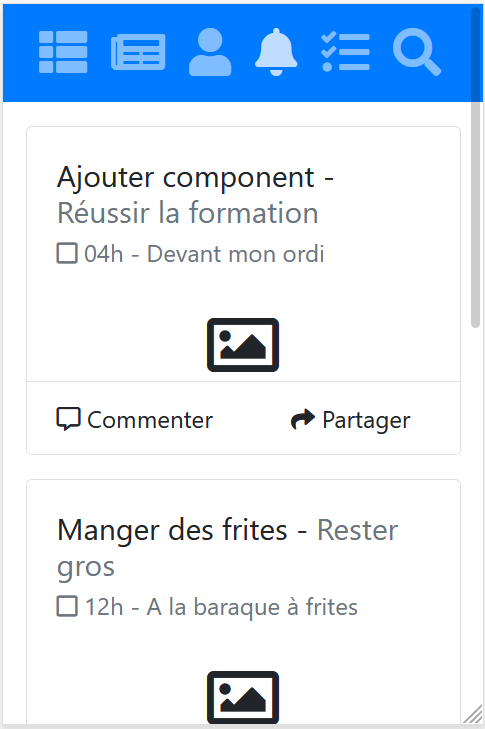 Ajouter component -
Réussir la formation
04h - Devant mon ordi
Commenter
Partager
Manger des frites - Rester
gros
12h - A la baraque à frites